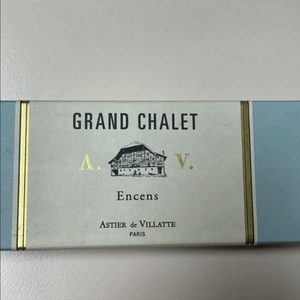 GRAND CHALET
A. V.
Encens
ASTIER de VILLATTE
PARIS